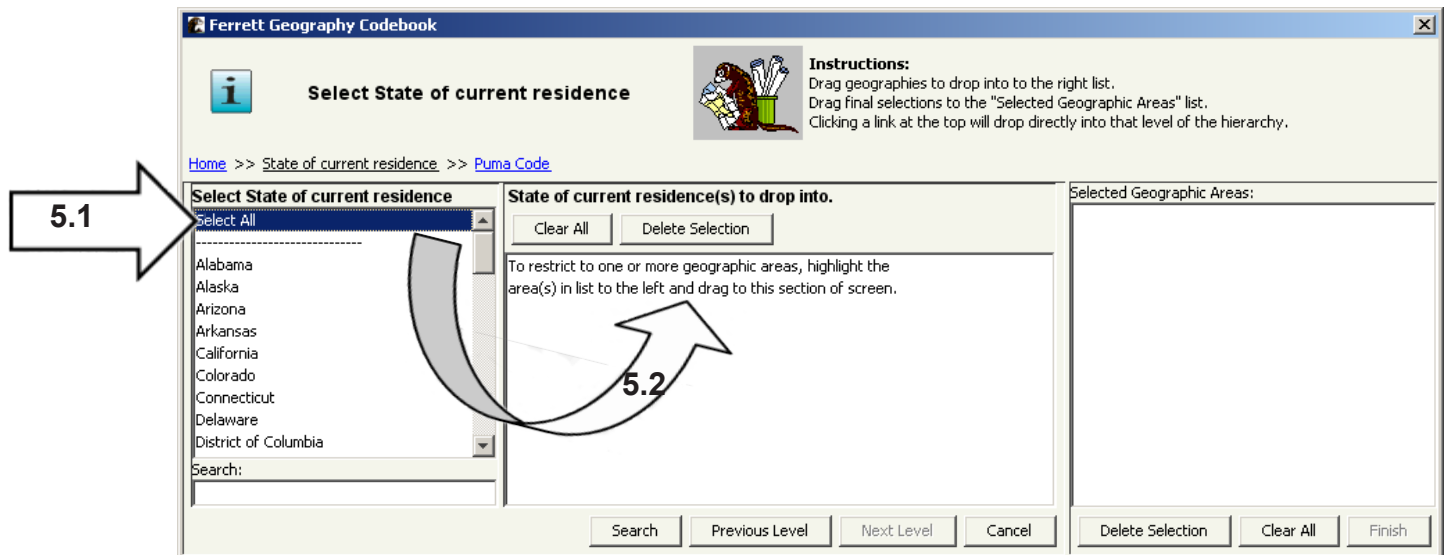 Ferrett Geography Codebook
Select State of current residence
Instructions:
Drag geographies to drop into to the right list.
Drag final selections to the "Selected Geographic Areas" list.
Clicking a link at the top will drop directly into that level of the hierarchy.
Home >> State of current residence >> Puma Code
5.1
Select State of current residence
Select All
-----------------------------
Alabama
Alaska
Arizona
Arkansas
California
Colorado
Connecticut
Delaware
District of Columbia
Search:
State of current residence(s) to drop into.
Clear All
Delete Selection
To restrict to one or more geographic areas, highlight the
area(s) in list to the left and drag to this section of screen.
5.2
Selected Geographic Areas:
Search
Previous Level
Next Level
Cancel
Delete Selection
Clear All
Finish